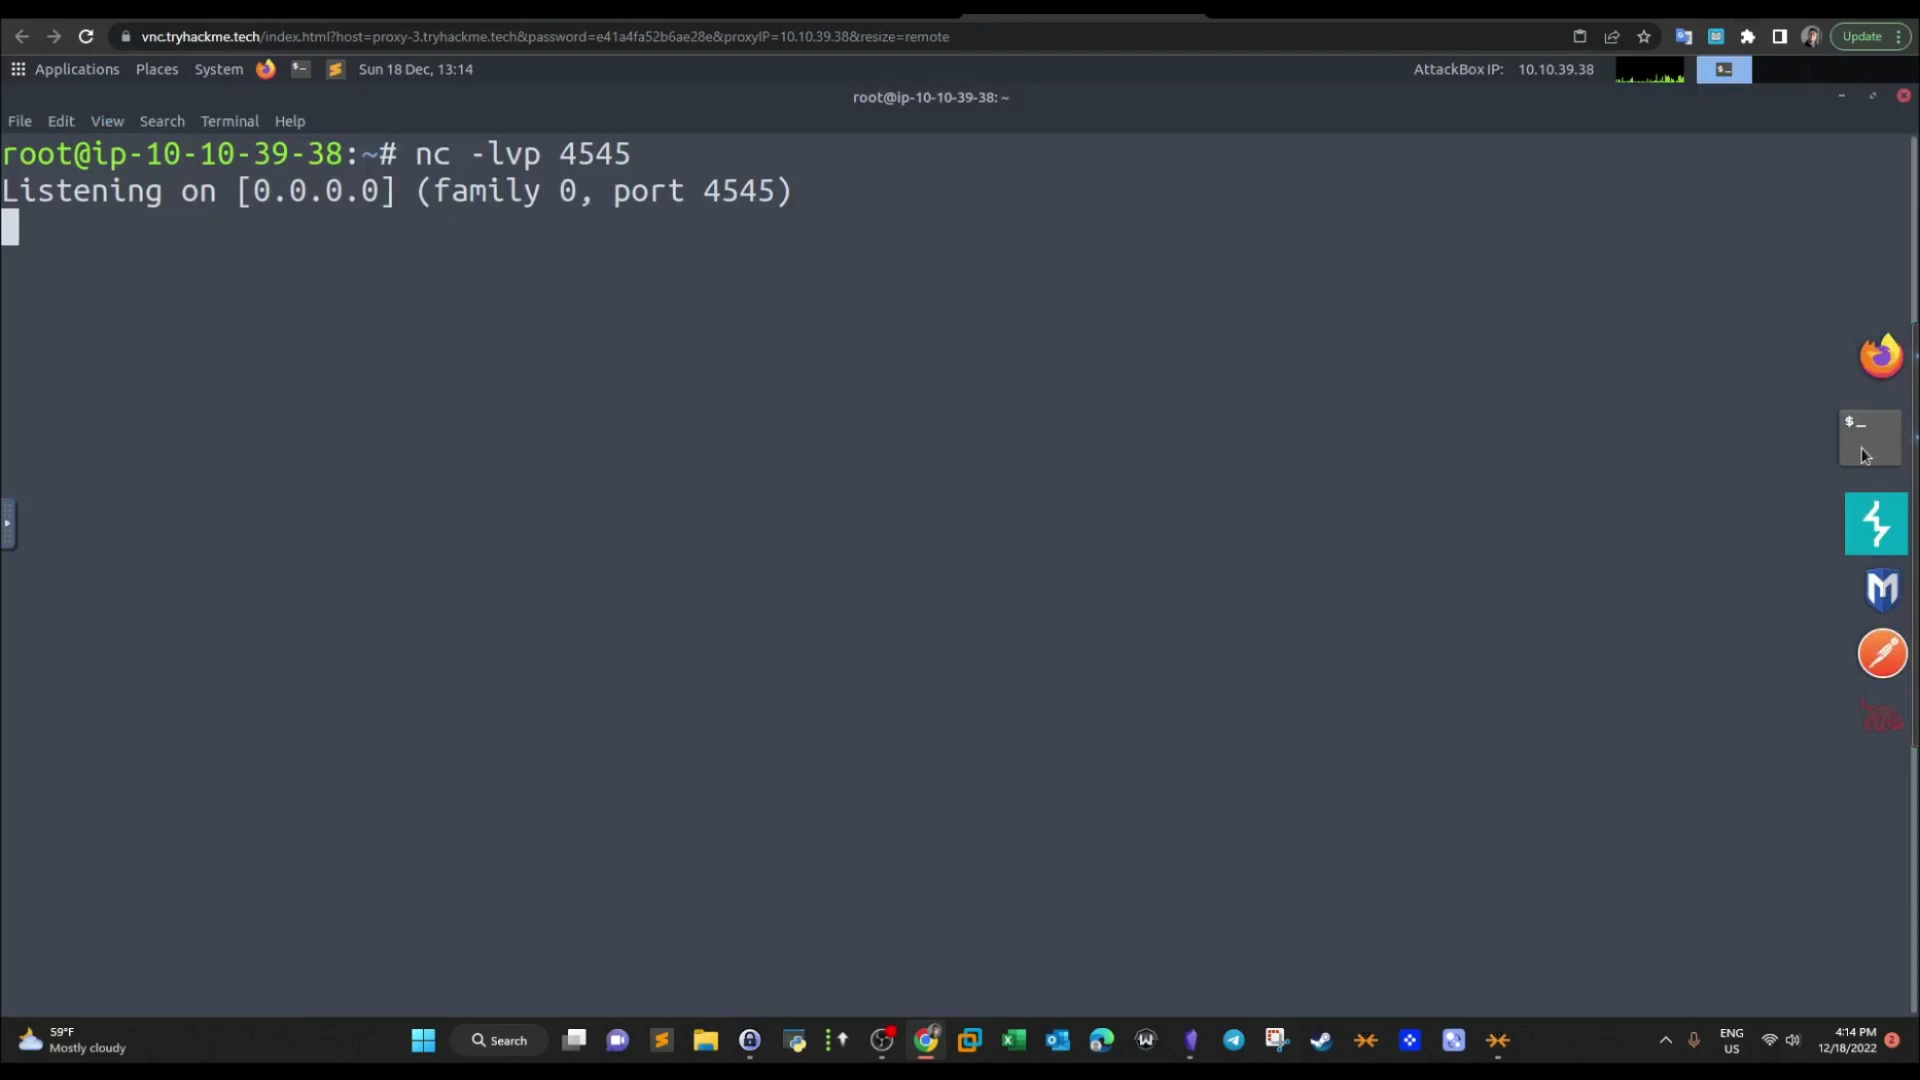 vnc.tryhackme.tech/index.html?host=proxy-3.tryhackme.tech&password=e41a4fa52b6ae28e&proxyIP=10.10.39.38&resize=remote
Update
Applications Places System Sun 18 Dec, 13:14 AttackBox IP: 10.10.39.38
root@ip-10-10-39-38: ~
File Edit View Search Terminal Help
root@ip-10-10-39-38:~# nc -lvp 4545
Listening on [0.0.0.0] (family 0, port 4545)
$_
59°F
Mostly cloudy
Search
ENG
US
4:14 PM
12/18/2022
2